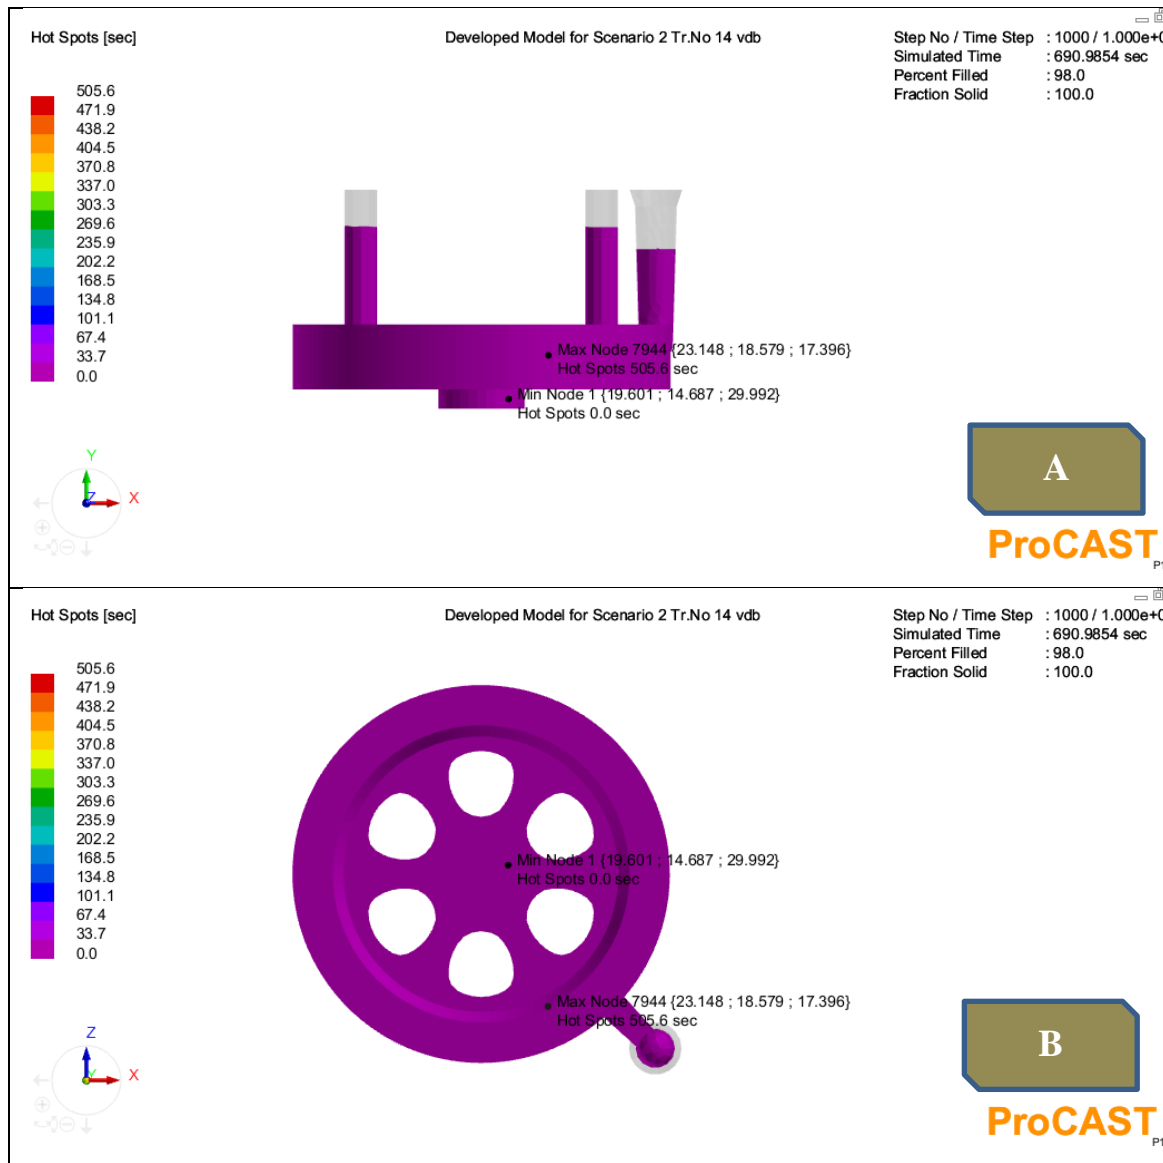 Hot Spots [sec]
Developed Model for Scenario 2 Tr.No 14 vdb
Step No / Time Step : 1000 / 1.000e+0
Simulated Time : 690.9854 sec
Percent Filled : 98.0
Fraction Solid : 100.0
505.6
471.9
438.2
404.5
370.8
337.0
303.3
269.6
235.9
202.2
168.5
134.8
101.1
67.4
33.7
0.0
Max Node 7944 {23.148 ; 18.579 ; 17.396}
Hot Spots 505.6 sec
Min Node 1 {19.601 ; 14.687 ; 29.992}
Hot Spots 0.0 sec
Y
Z
X
A
ProCAST
Hot Spots [sec]
Developed Model for Scenario 2 Tr.No 14 vdb
Step No / Time Step : 1000 / 1.000e+0
Simulated Time : 690.9854 sec
Percent Filled : 98.0
Fraction Solid : 100.0
505.6
471.9
438.2
404.5
370.8
337.0
303.3
269.6
235.9
202.2
168.5
134.8
101.1
67.4
33.7
0.0
Min Node 1 {19.601 ; 14.687 ; 29.992}
Hot Spots 0.0 sec
Max Node 7944 {23.148 ; 18.579 ; 17.396}
Hot Spots 505.6 sec
Z
Y
X
B
ProCAST